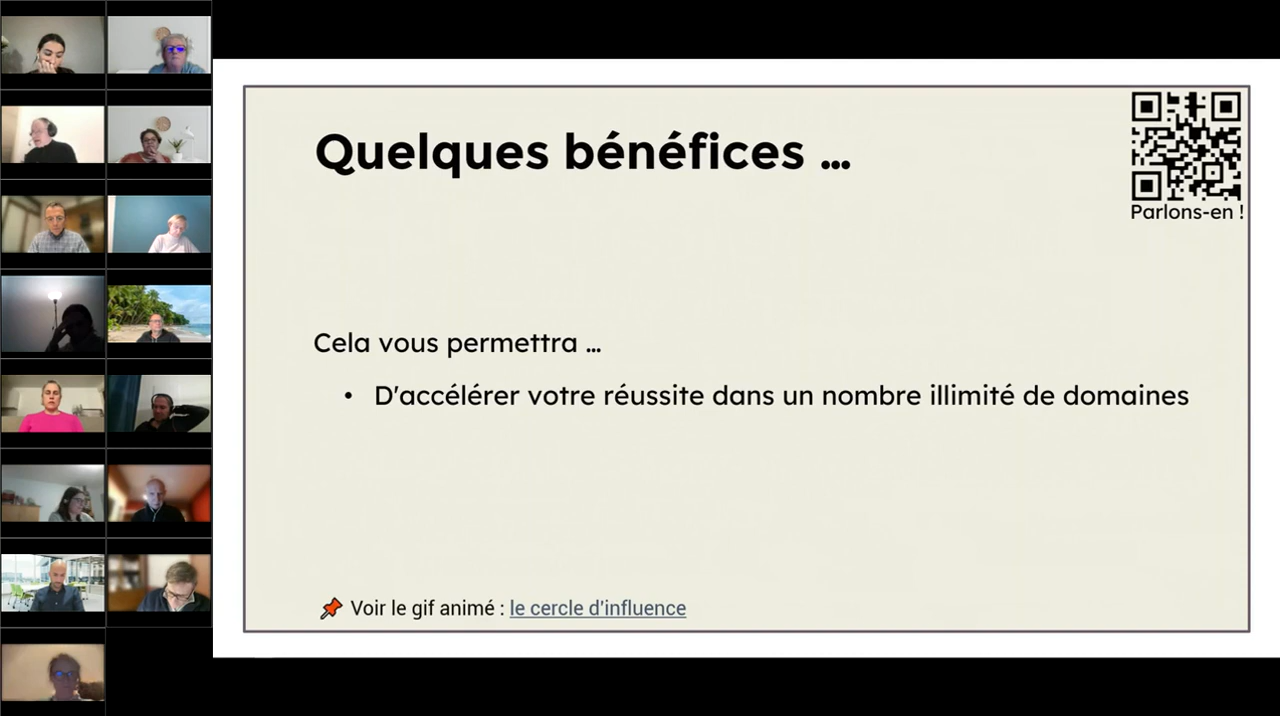 Quelques bénéfices ...
Parlons-en !
Cela vous permettra ...
• D'accélérer votre réussite dans un nombre illimité de domaines
📌 Voir le gif animé : le cercle d'influence